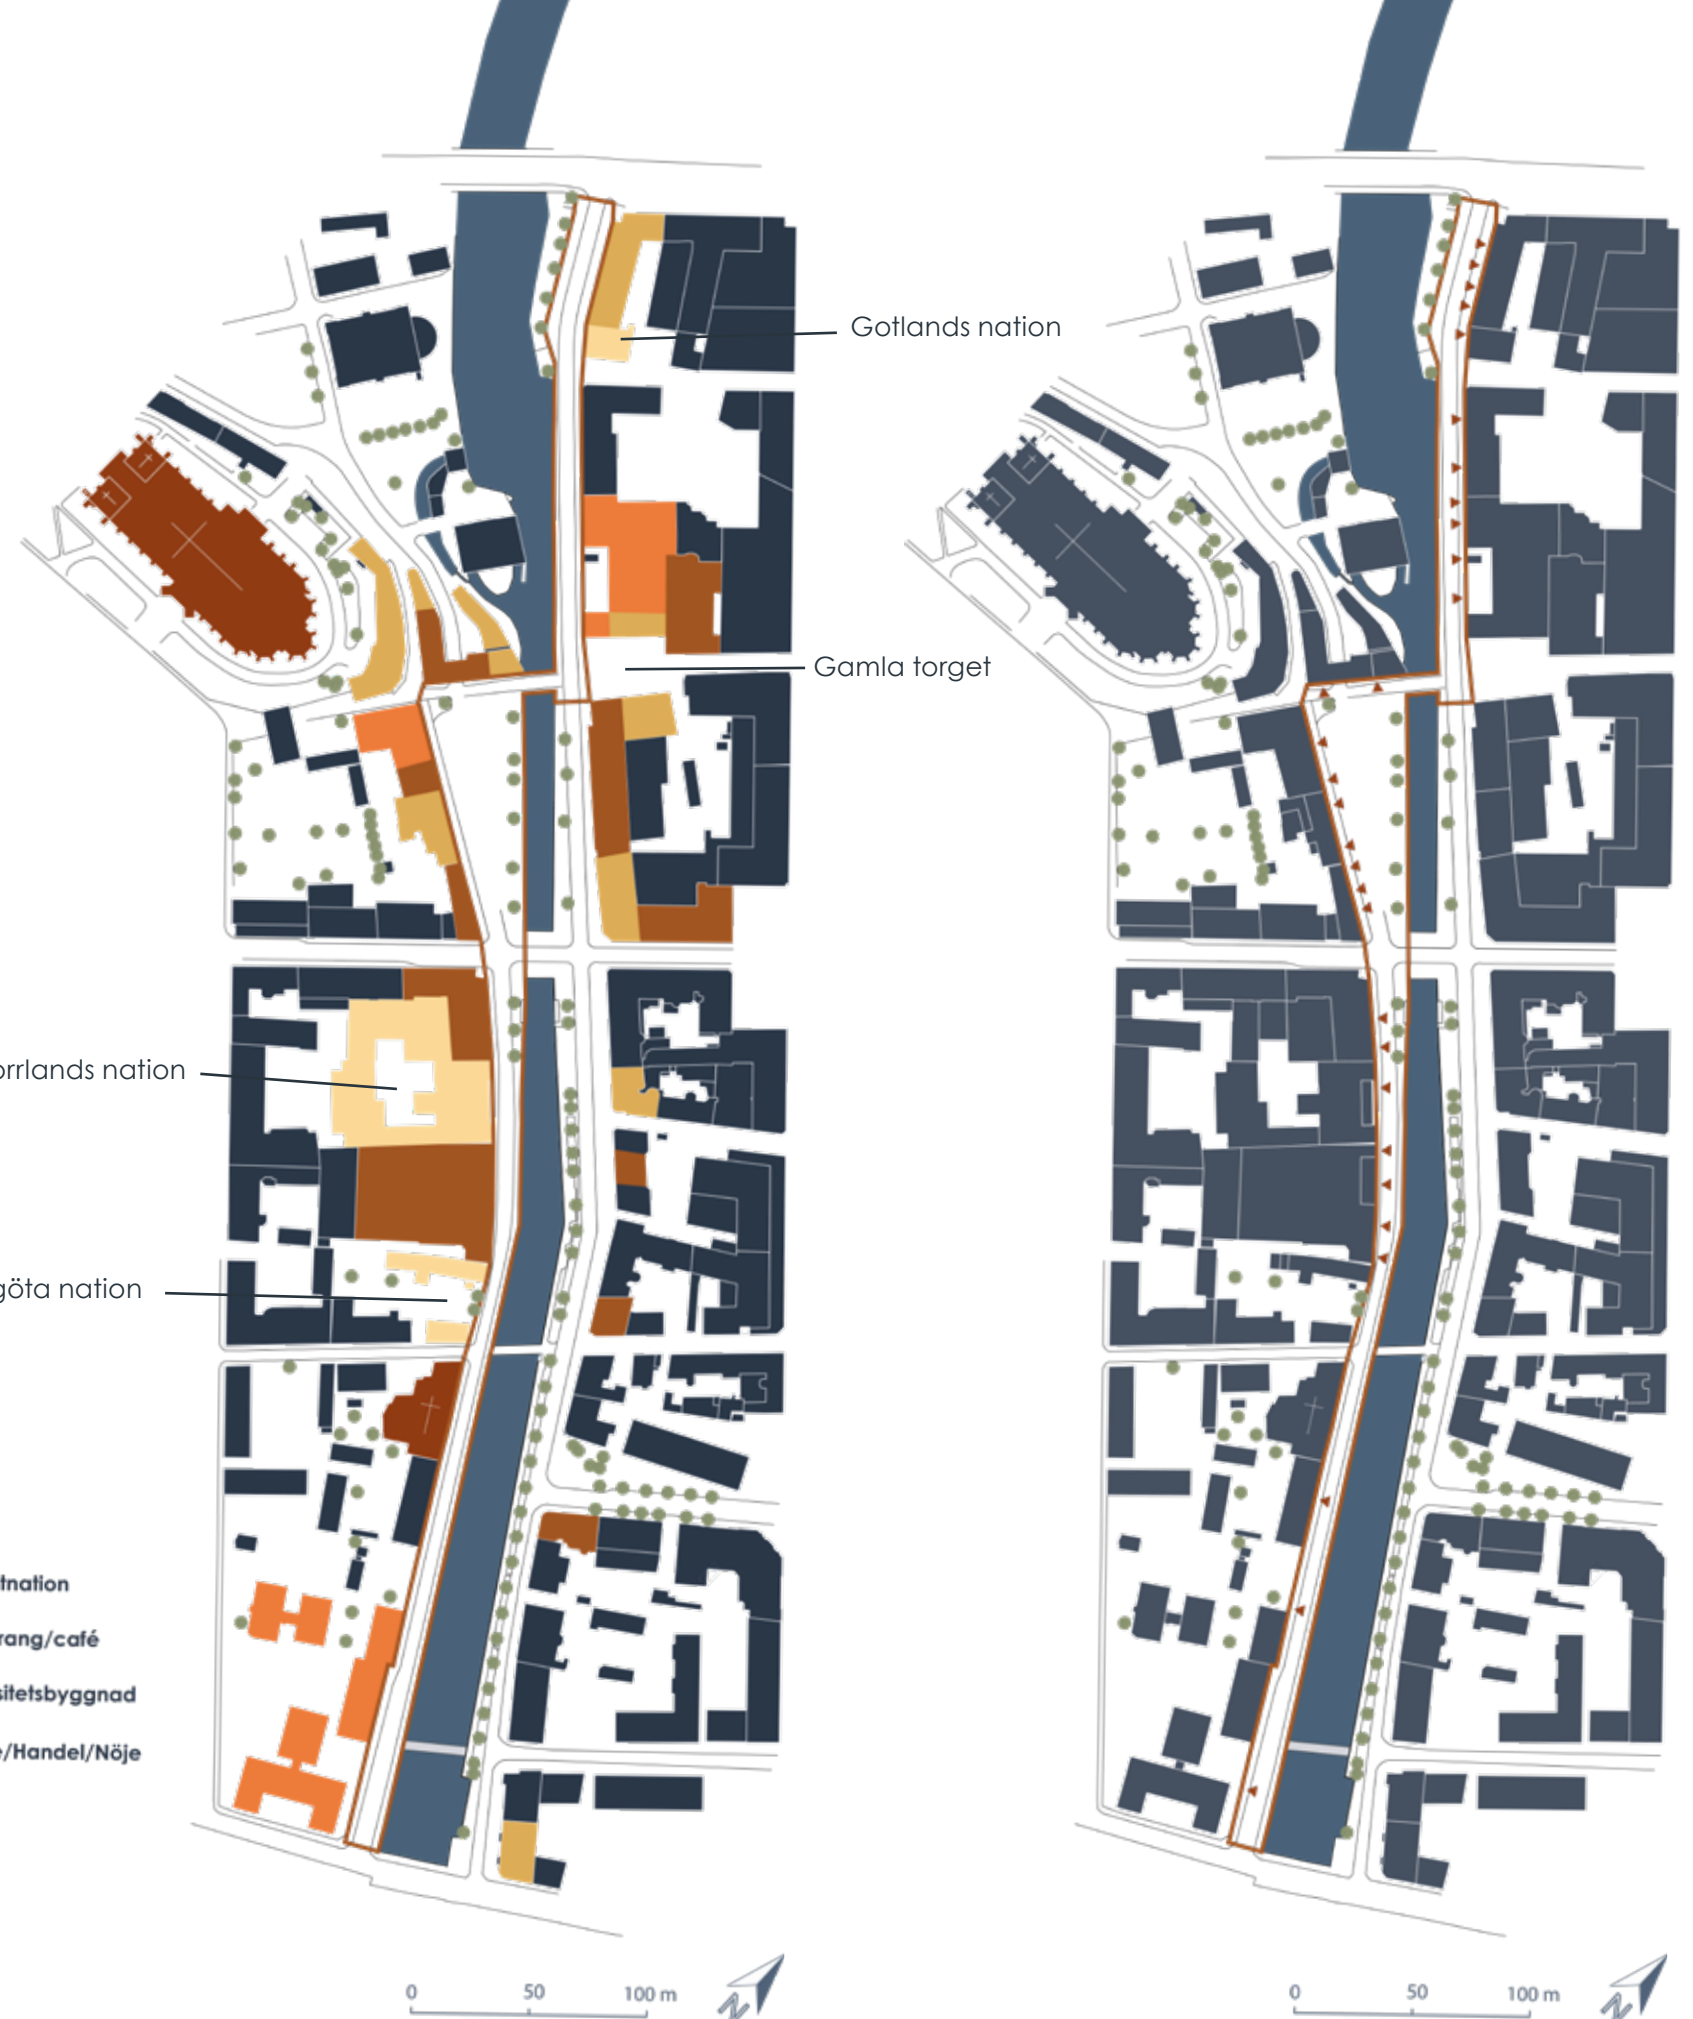 Gotlands nation
Gamla torget
orrlands nation
göta nation
tnation
rang/café
sitetsbyggnad
e/Handel/Nöje
0 50 100 m N
0 50 100 m N